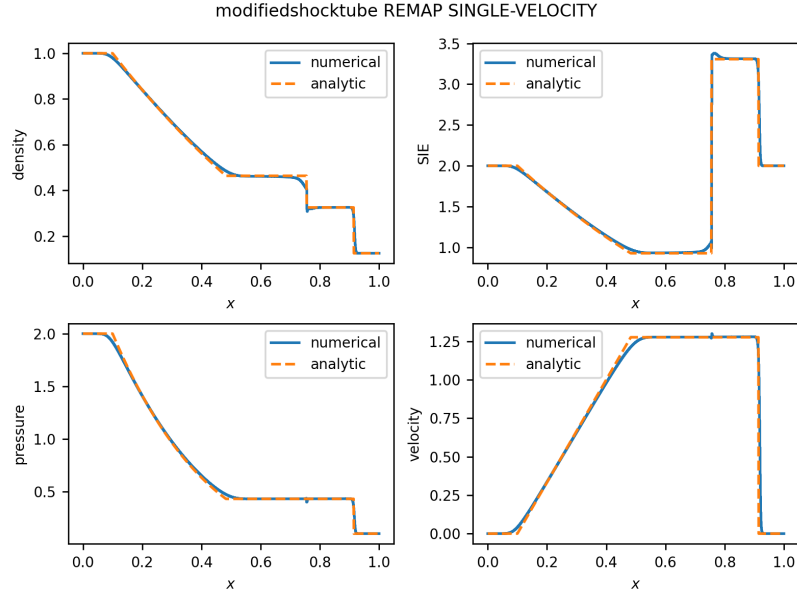 modifiedshocktube REMAP SINGLE-VELOCITY
density
1.0
0.8
0.6
0.4
0.2
numerical
analytic
0.0 0.2 0.4 0.6 0.8 1.0
x
SIE
3.5
3.0
2.5
2.0
1.5
1.0
numerical
analytic
0.0 0.2 0.4 0.6 0.8 1.0
x
pressure
2.0
1.5
1.0
0.5
numerical
analytic
0.0 0.2 0.4 0.6 0.8 1.0
x
velocity
1.25
1.00
0.75
0.50
0.25
0.00
numerical
analytic
0.0 0.2 0.4 0.6 0.8 1.0
x